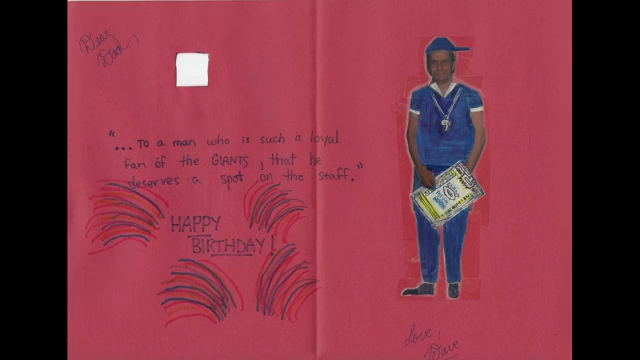 Dear
Dad,
"... To a man who is such a loyal
fan of the GIANTS, that he
deserves a spot on the staff."
HAPPY
BIRTHDAY!
Love,
Dave